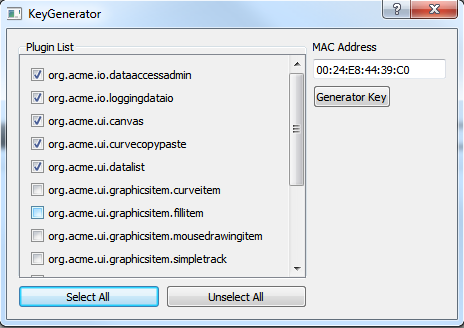 KeyGenerator
Plugin List
org.acme.io.dataaccessadmin
org.acme.io.loggingdataio
org.acme.ui.canvas
org.acme.ui.curvecopypaste
org.acme.ui.datalist
org.acme.ui.graphicsitem.curveitem
org.acme.ui.graphicsitem.fillitem
org.acme.ui.graphicsitem.mousedrawingitem
org.acme.ui.graphicsitem.simpletrack
Select All
Unselect All
MAC Address
00:24:E8:44:39:C0
Generator Key